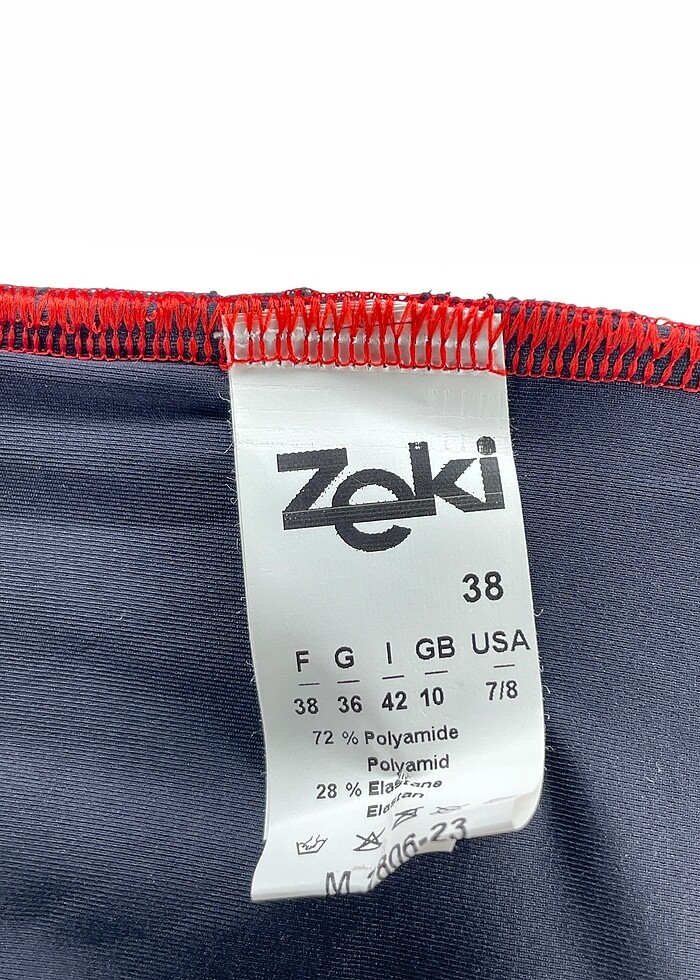 Zeki
38
F G I GB USA
38 36 42 10 7/8
72 % Polyamide
Polyamid
28 % Elastane
Elastan
M